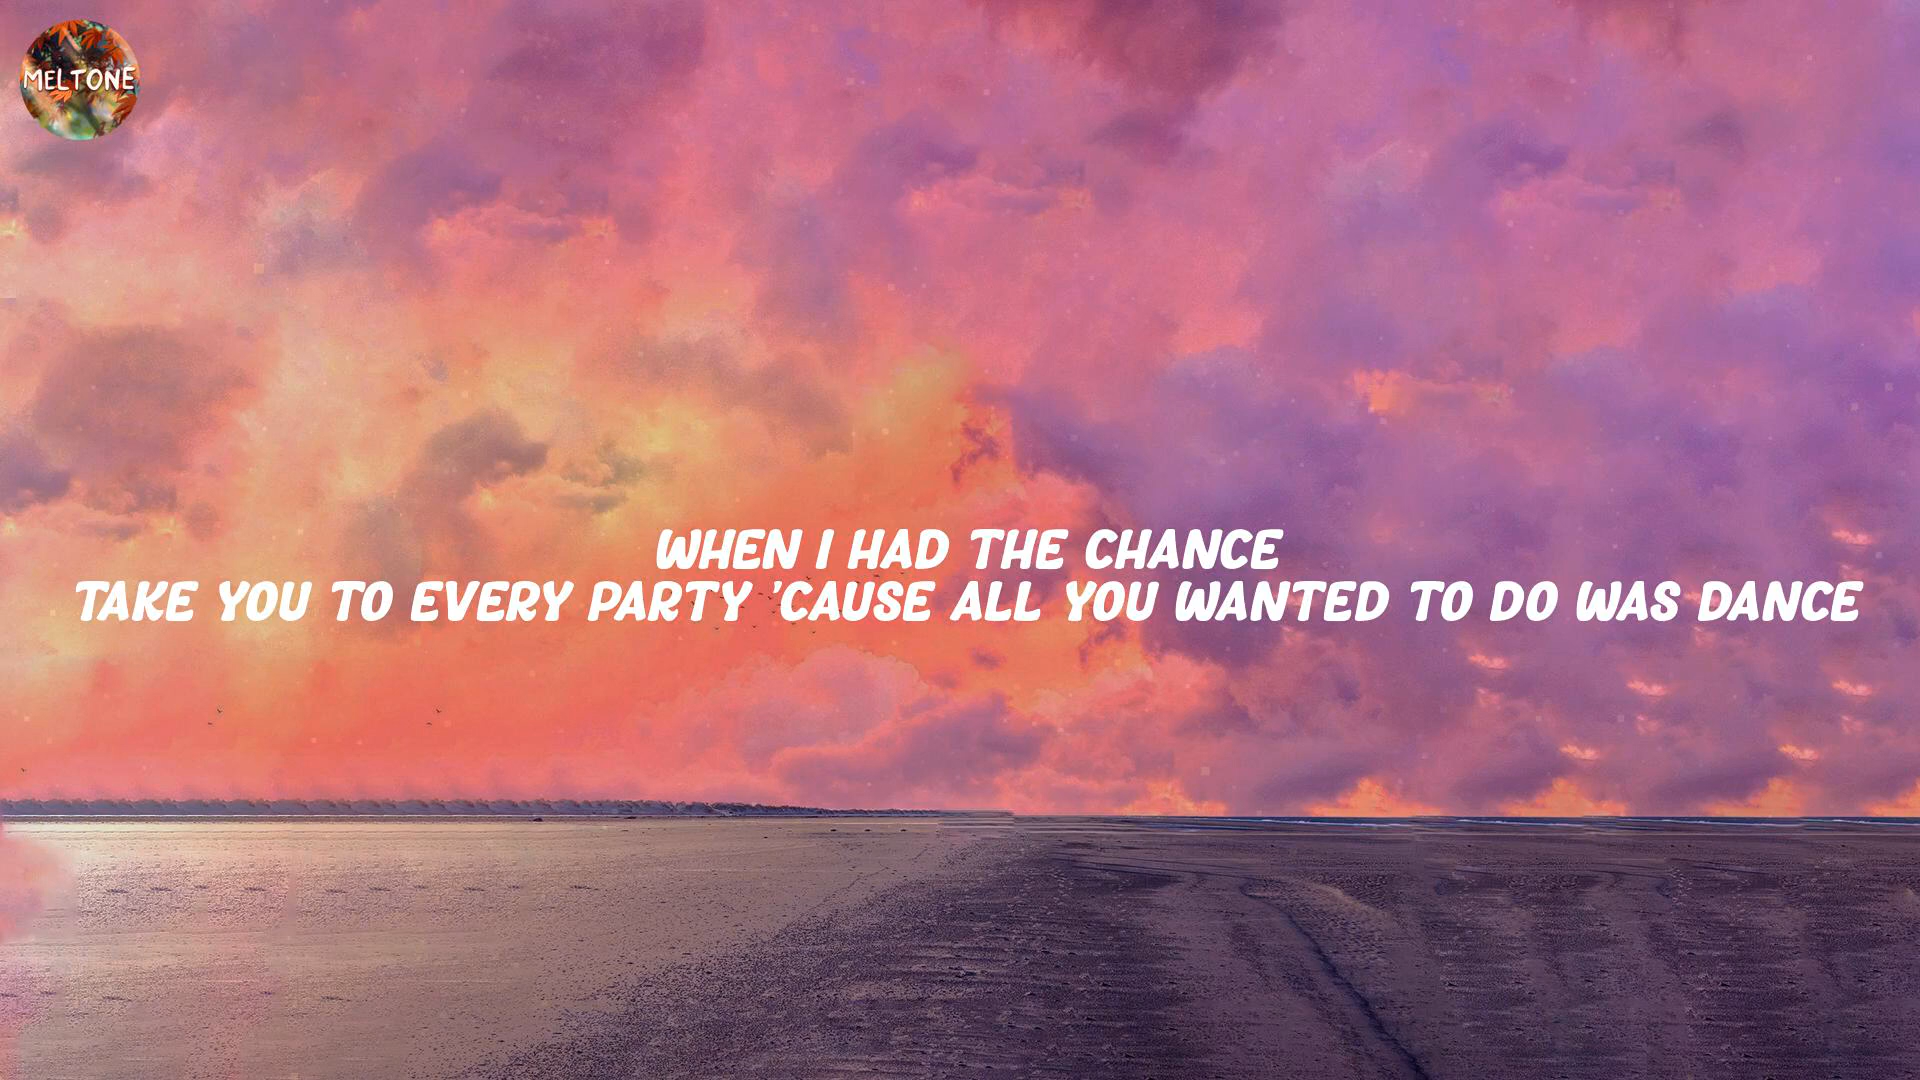 MELTONE
WHEN I HAD THE CHANCE
TAKE YOU TO EVERY PARTY 'CAUSE ALL YOU WANTED TO DO WAS DANCE